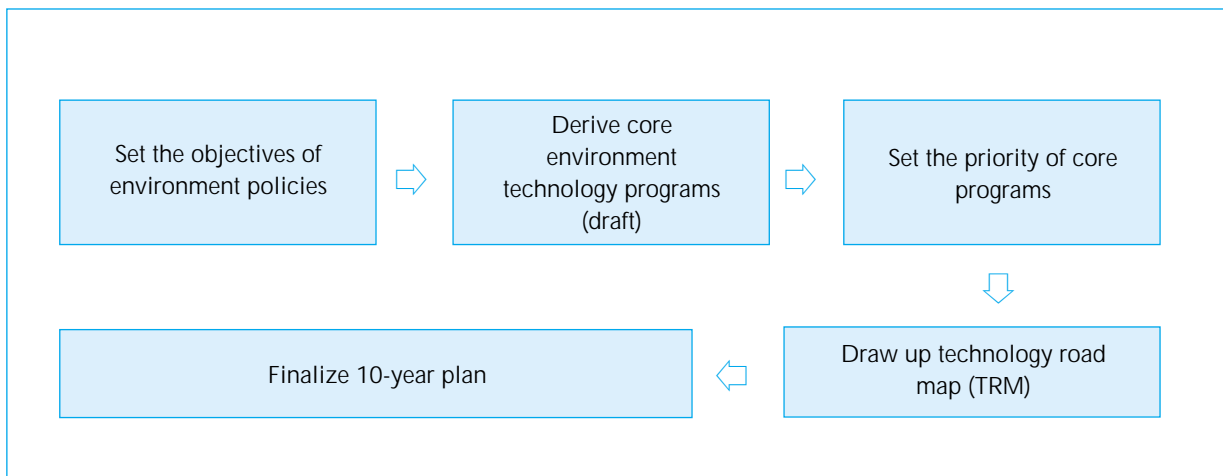 Set the objectives of
environment policies
Derive core
environment
technology programs
(draft)
Set the priority of core
programs
Draw up technology road
map (TRM)
Finalize 10-year plan